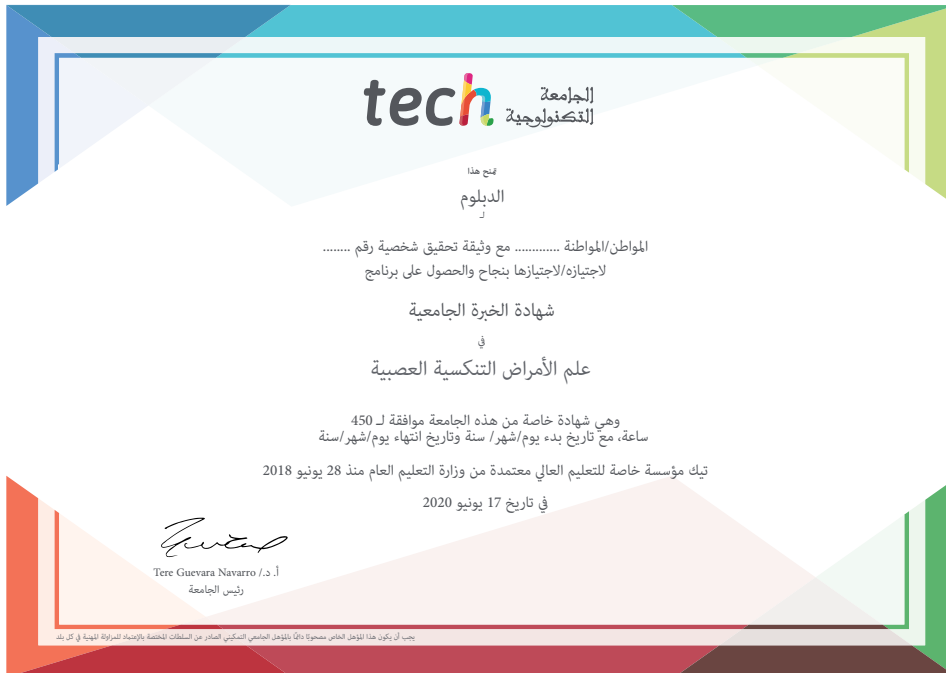 tech الجامعة
التكنولوجية
يمنح هذا
الدبلوم
لـ
المواطن/المواطنة ............. مع وثيقة تحقيق شخصية رقم ........
لاجتيازه/لاجتيازها بنجاح والحصول على برنامج
شهادة الخبرة الجامعية
في
علم الأمراض التنكسية العصبية
وهي شهادة خاصة من هذه الجامعة موافقة لـ 450
ساعة، مع تاريخ بدء يوم/شهر/ سنة وتاريخ انتهاء يوم/شهر/سنة
تيك مؤسسة خاصة للتعليم العالي معتمدة من وزارة التعليم العام منذ 28 يونيو 2018
في تاريخ 17 يونيو 2020
أ. د./ Tere Guevara Navarro
رئيس الجامعة
يجب أن يكون هذا المؤهل الخاص مصحوبًا دائمًا بالمؤهل الجامعي التمكيني الصادر عن السلطات المختصة بالإعتماد للمزاولة المهنية في كل بلد